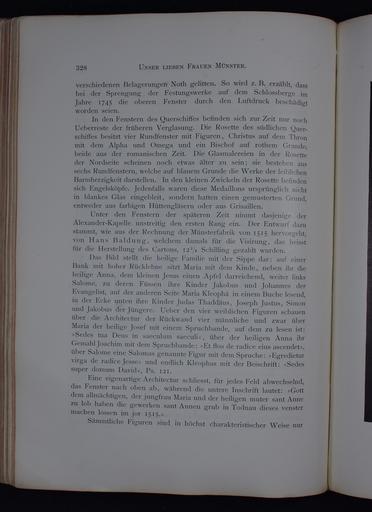 328 Unser lieben Frauen Münster.
verschiedenen Belagerungen Noth gelitten. So wird z. B. erzählt, dass
bei der Sprengung der Festungswerke auf dem Schlossberge im
Jahre 1745 die oberen Fenster durch den Luftdruck beschädigt
worden seien.
In den Fenstern des Querschiffes befinden sich zur Zeit nur noch
Ueberreste der früheren Verglasung. Die Rosette des südlichen Quer-
schiffes besitzt vier Rundfenster mit Figuren, Christus auf dem Thron
mit dem Alpha und Omega und ein Bischof auf rothem Grunde,
beide aus der romanischen Zeit. Die Glasmalereien in der Rosette
der Nordseite scheinen noch etwas älter zu sein; sie bestehen aus
sechs Rundfenstern, welche auf blauem Grunde die Werke der leiblichen
Barmherzigkeit darstellen. In den kleinen Zwickeln der Rosette befinden
sich Engelsköpfe. Jedenfalls waren diese Medaillons ursprünglich nicht
in blankes Glas eingebleit, sondern hatten einen gemusterten Grund,
entweder aus farbigen Hüttengläsern oder aus Grisaillen.
Unter den Fenstern der späteren Zeit nimmt dasjenige der
Alexander-Kapelle unstreitig den ersten Rang ein. Der Entwurf dazu
stammt, wie aus der Rechnung der Münsterfabrik von 1515 hervorgeht,
von Hans Baldung, welchem damals für die Visirung, das heisst
für die Herstellung des Cartons, Schilling gezahlt wurden.
Das Bild stellt die heilige Familie mit der Sippe dar: auf einer
Bank mit hoher Rücklehne sitzt Maria mit dem Kinde, neben ihr die
heilige Anna, dem kleinen Jesus einen Apfel darreichend, weiter links
Salome, zu deren Füssen ihre Kinder Jakobus und Johannes der
Evangelist, auf der anderen Seite Maria Kleophä in einem Buche lesend,
in der Ecke unten ihre Kinder Judas Thaddäus, Joseph Justus, Simon
und Jakobus der Jüngere. Ueber den vier weiblichen Figuren schauen
über die Architectur der Rückwand vier männliche und zwar über
Maria der heilige Josef mit einem Spruchbande, auf dem zu lesen ist:
»Sedes tua Deus in saeculum saeculi«, über der heiligen Anna ihr
Gemahl Joachim mit dem Spruchbande: »Et flos de radice eius ascendet«,
über Salome eine Salomas genannte Figur mit dem Spruche: »Egredietur
virga de radice Jesse« und endlich Kleophas mit der Beischrift: »Sedes
super domum David«, Ps. 121.
Eine eigenartige Architectur schliesst, für jedes Feld abwechselnd,
das Fenster nach oben ab, während die untere Inschrift lautet: »Gott
dem allmächtigen, der jungfrau Maria und der heiligen muter sant Anne
zu lob haben die gewerken sant Annen grub in Todnau dieses venster
machen lossen im jor 1515.«
Sämmtliche Figuren sind in höchst charakteristischer Weise nur